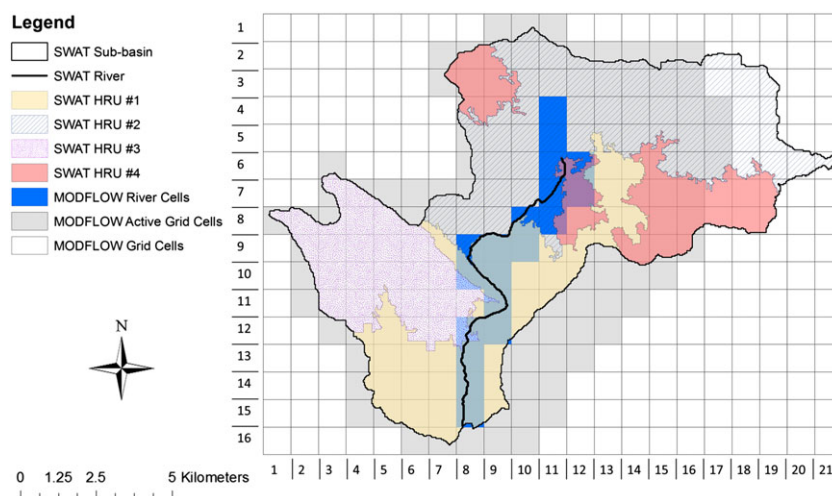 Legend
SWAT Sub-basin
SWAT River
SWAT HRU #1
SWAT HRU #2
SWAT HRU #3
SWAT HRU #4
MODFLOW River Cells
MODFLOW Active Grid Cells
MODFLOW Grid Cells
N
0 1.25 2.5 5 Kilometers
1
2
3
4
5
6
7
8
9
10
11
12
13
14
15
16
1 2 3 4 5 6 7 8 9 10 11 12 13 14 15 16 17 18 19 20 21